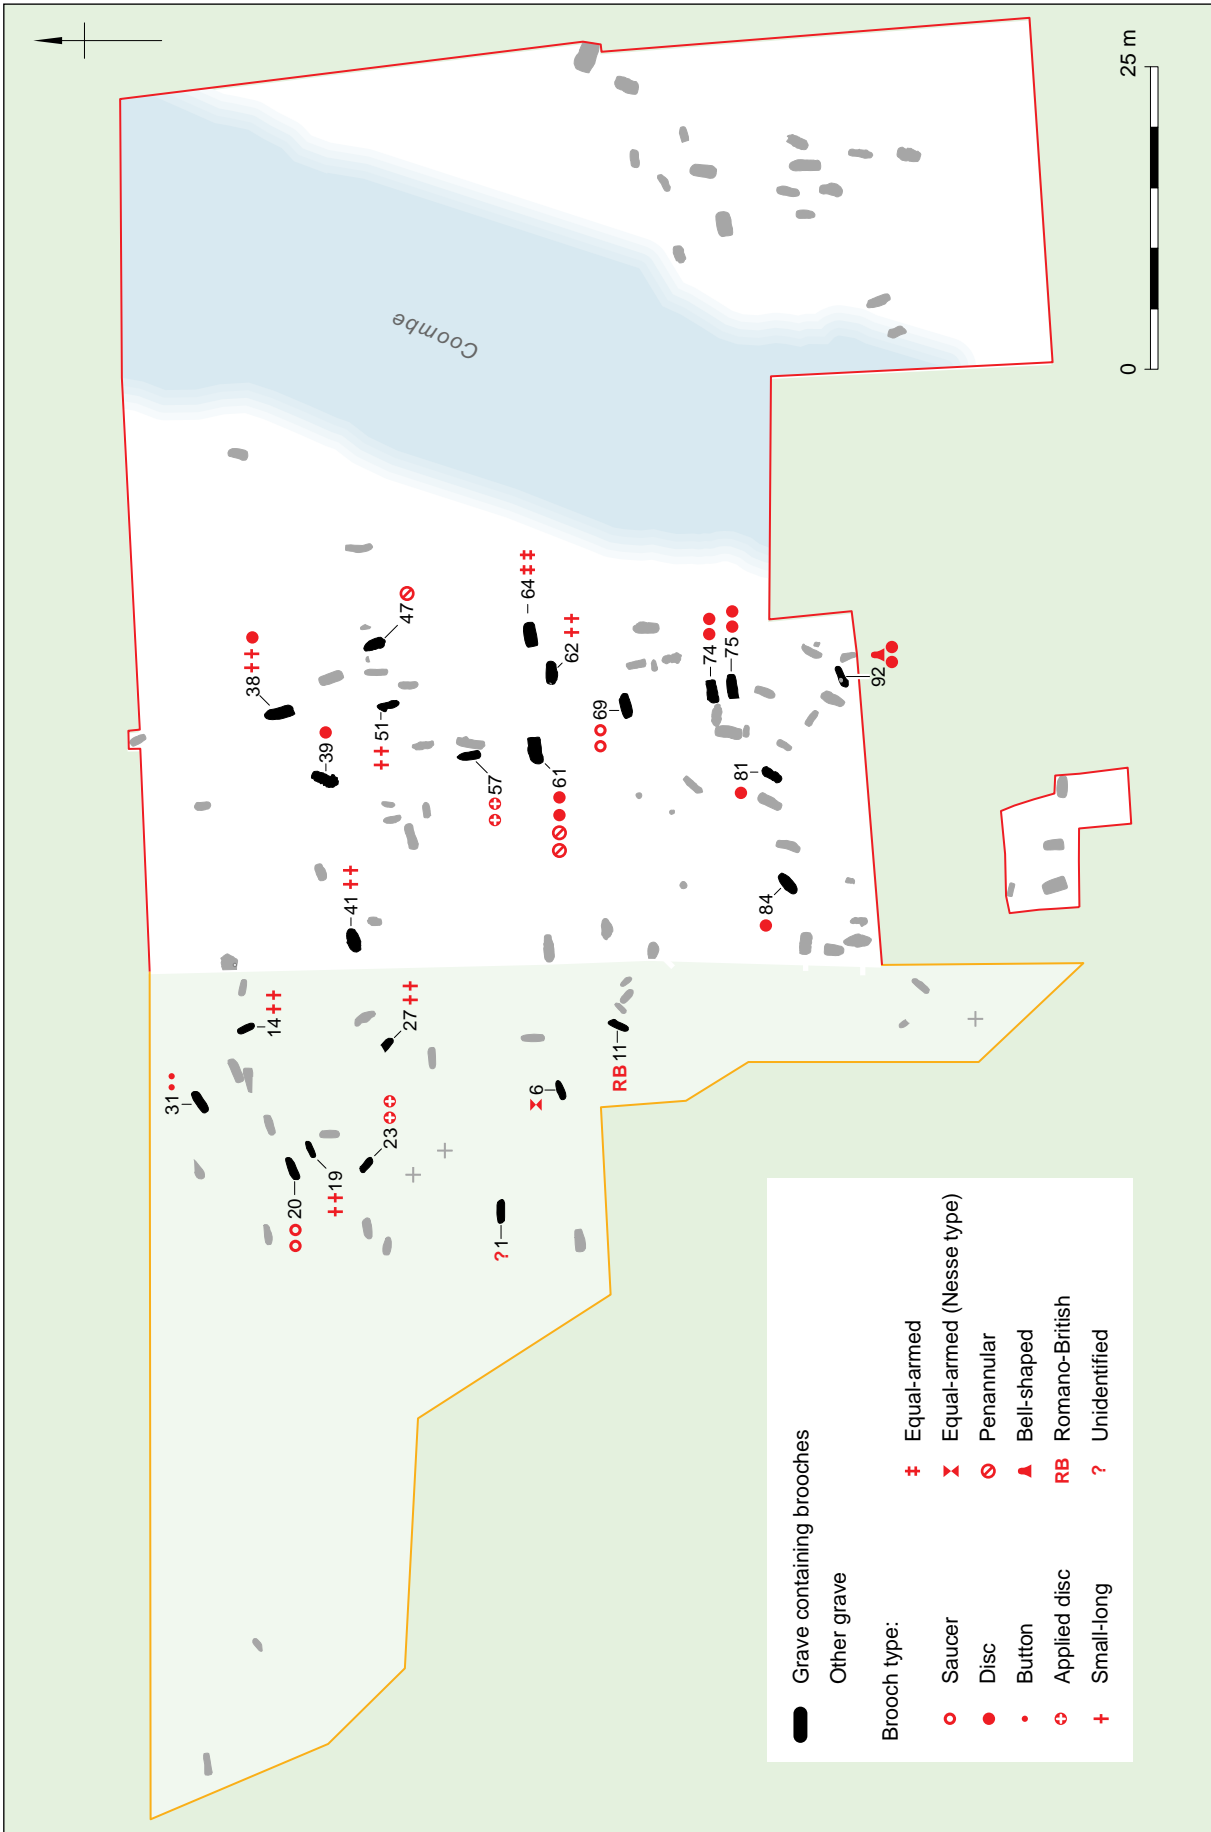 31
14
38
39
20
19
41
51
47
23
27
Coombe
57
1
6
61
62
64
RB 11
69
74
75
84
81
92
0
25 m
Grave containing brooches
Other grave
Brooch type:
Saucer
Disc
Button
Applied disc
Small-long
Equal-armed
Equal-armed (Nesse type)
Penannular
Bell-shaped
RB Romano-British
? Unidentified
?